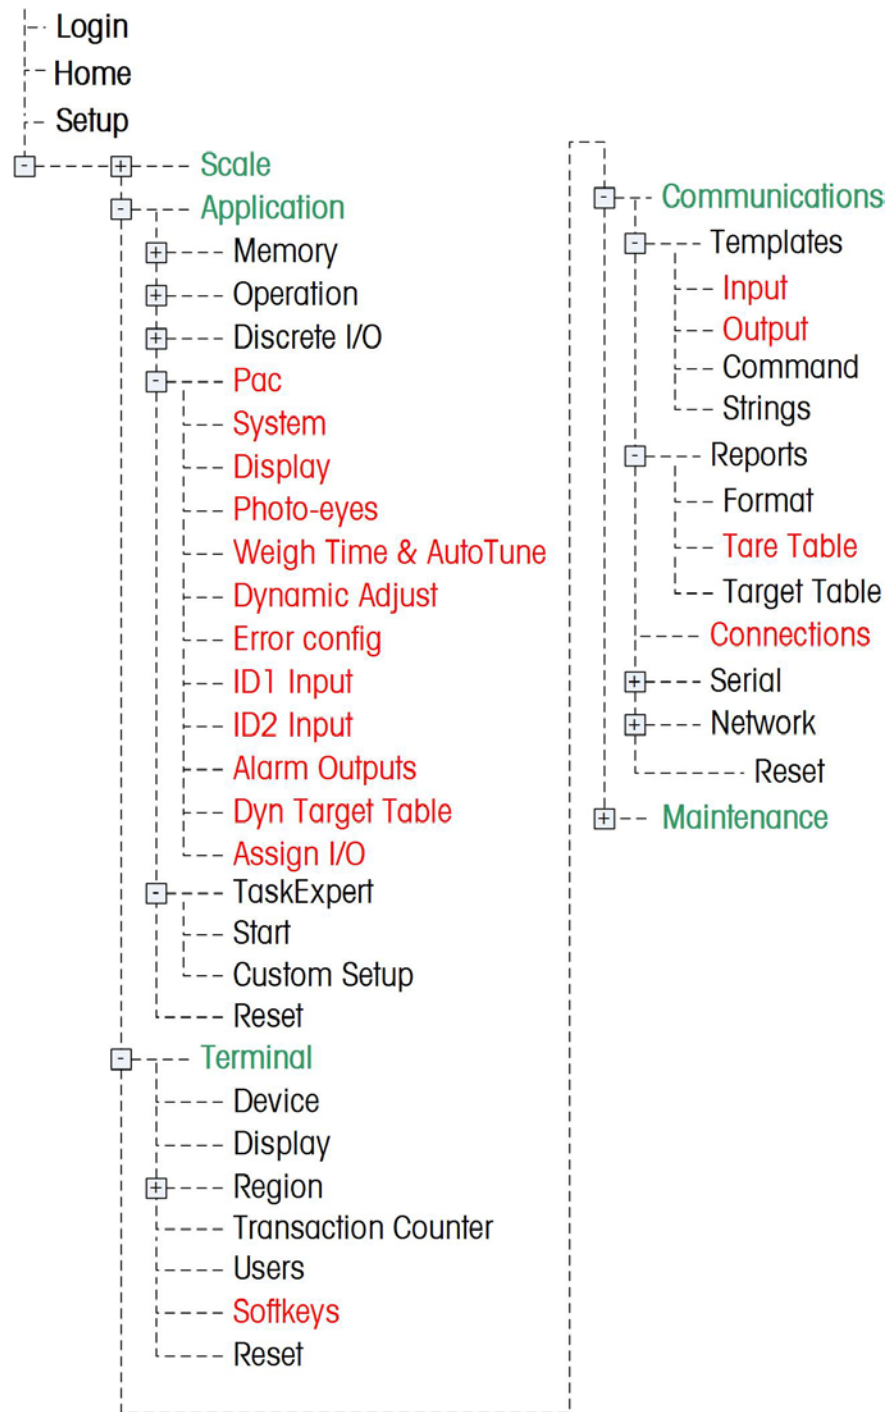 Login
Home
Setup
Scale
Application
Memory
Operation
Discrete I/O
Pac
System
Display
Photo-eyes
Weigh Time & AutoTune
Dynamic Adjust
Error config
ID1 Input
ID2 Input
Alarm Outputs
Dyn Target Table
Assign I/O
TaskExpert
Start
Custom Setup
Reset
Terminal
Device
Display
Region
Transaction Counter
Users
Softkeys
Reset
Communications
Templates
Input
Output
Command
Strings
Reports
Format
Tare Table
Target Table
Connections
Serial
Network
Reset
Maintenance